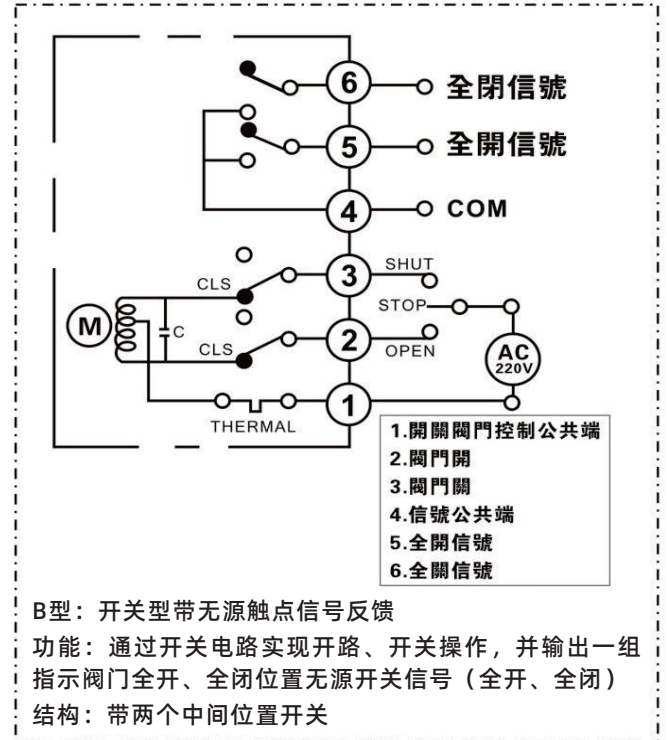 6 全閉信號
5 全開信號
4 COM
CLS 3 SHUT
STOP
M C
CLS 2 OPEN
AC
220V
1
THERMAL
1.開關閥門控制公共端
2.閥門開
3.閥門關
4.信號公共端
5.全開信號
6.全關信號
B型：开关型带无源触点信号反馈
功能：通过开关电路实现开路、开关操作，并输出一组
指示阀门全开、全闭位置无源开关信号（全开、全闭）
结构：带两个中间位置开关